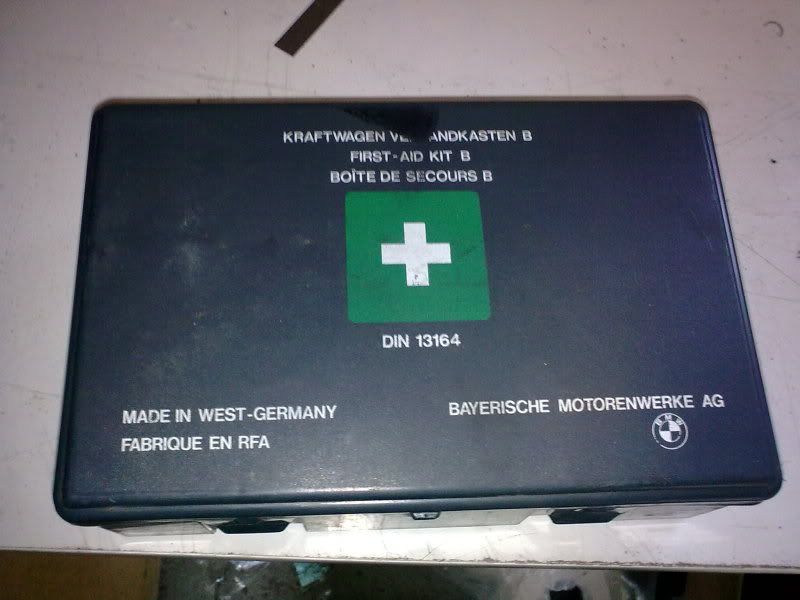 KRAFTWAGEN
FIRST-AID KIT B
BOÎTE DE SECOURS B
DIN 13164
MADE IN WEST-GERMANY
FABRIQUE EN RFA
BAYERISCHE MOTORENWERKE AG
BMW